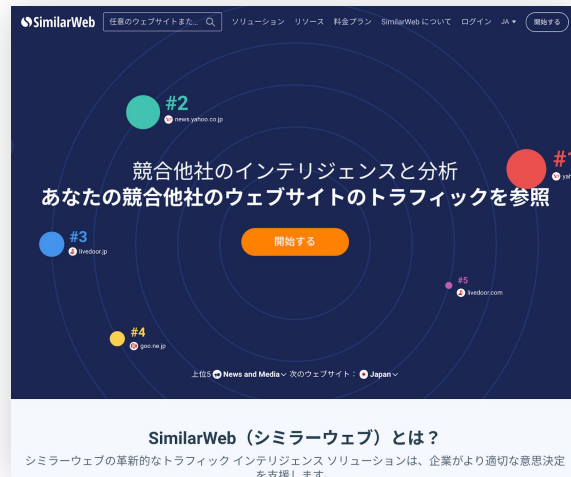 SimilarWeb 任意のウェブサイトまた... ソリューション リソース 料金プラン SimilarWeb について ログイン JA 開始する
#2
news.yahoo.co.jp
#1
競合他社のインテリジェンスと分析
あなたの競合他社のウェブサイトのトラフィックを参照
#3
livedoor.jp
開始する
#5
livedoor.com
#4
goo.ne.jp
上位5 News and Media 次のウェブサイト： Japan
SimilarWeb（シミラーウェブ）とは？
シミラーウェブの革新的なトラフィック インテリジェンス ソリューションは、企業がより適切な意思決定
を支援します。